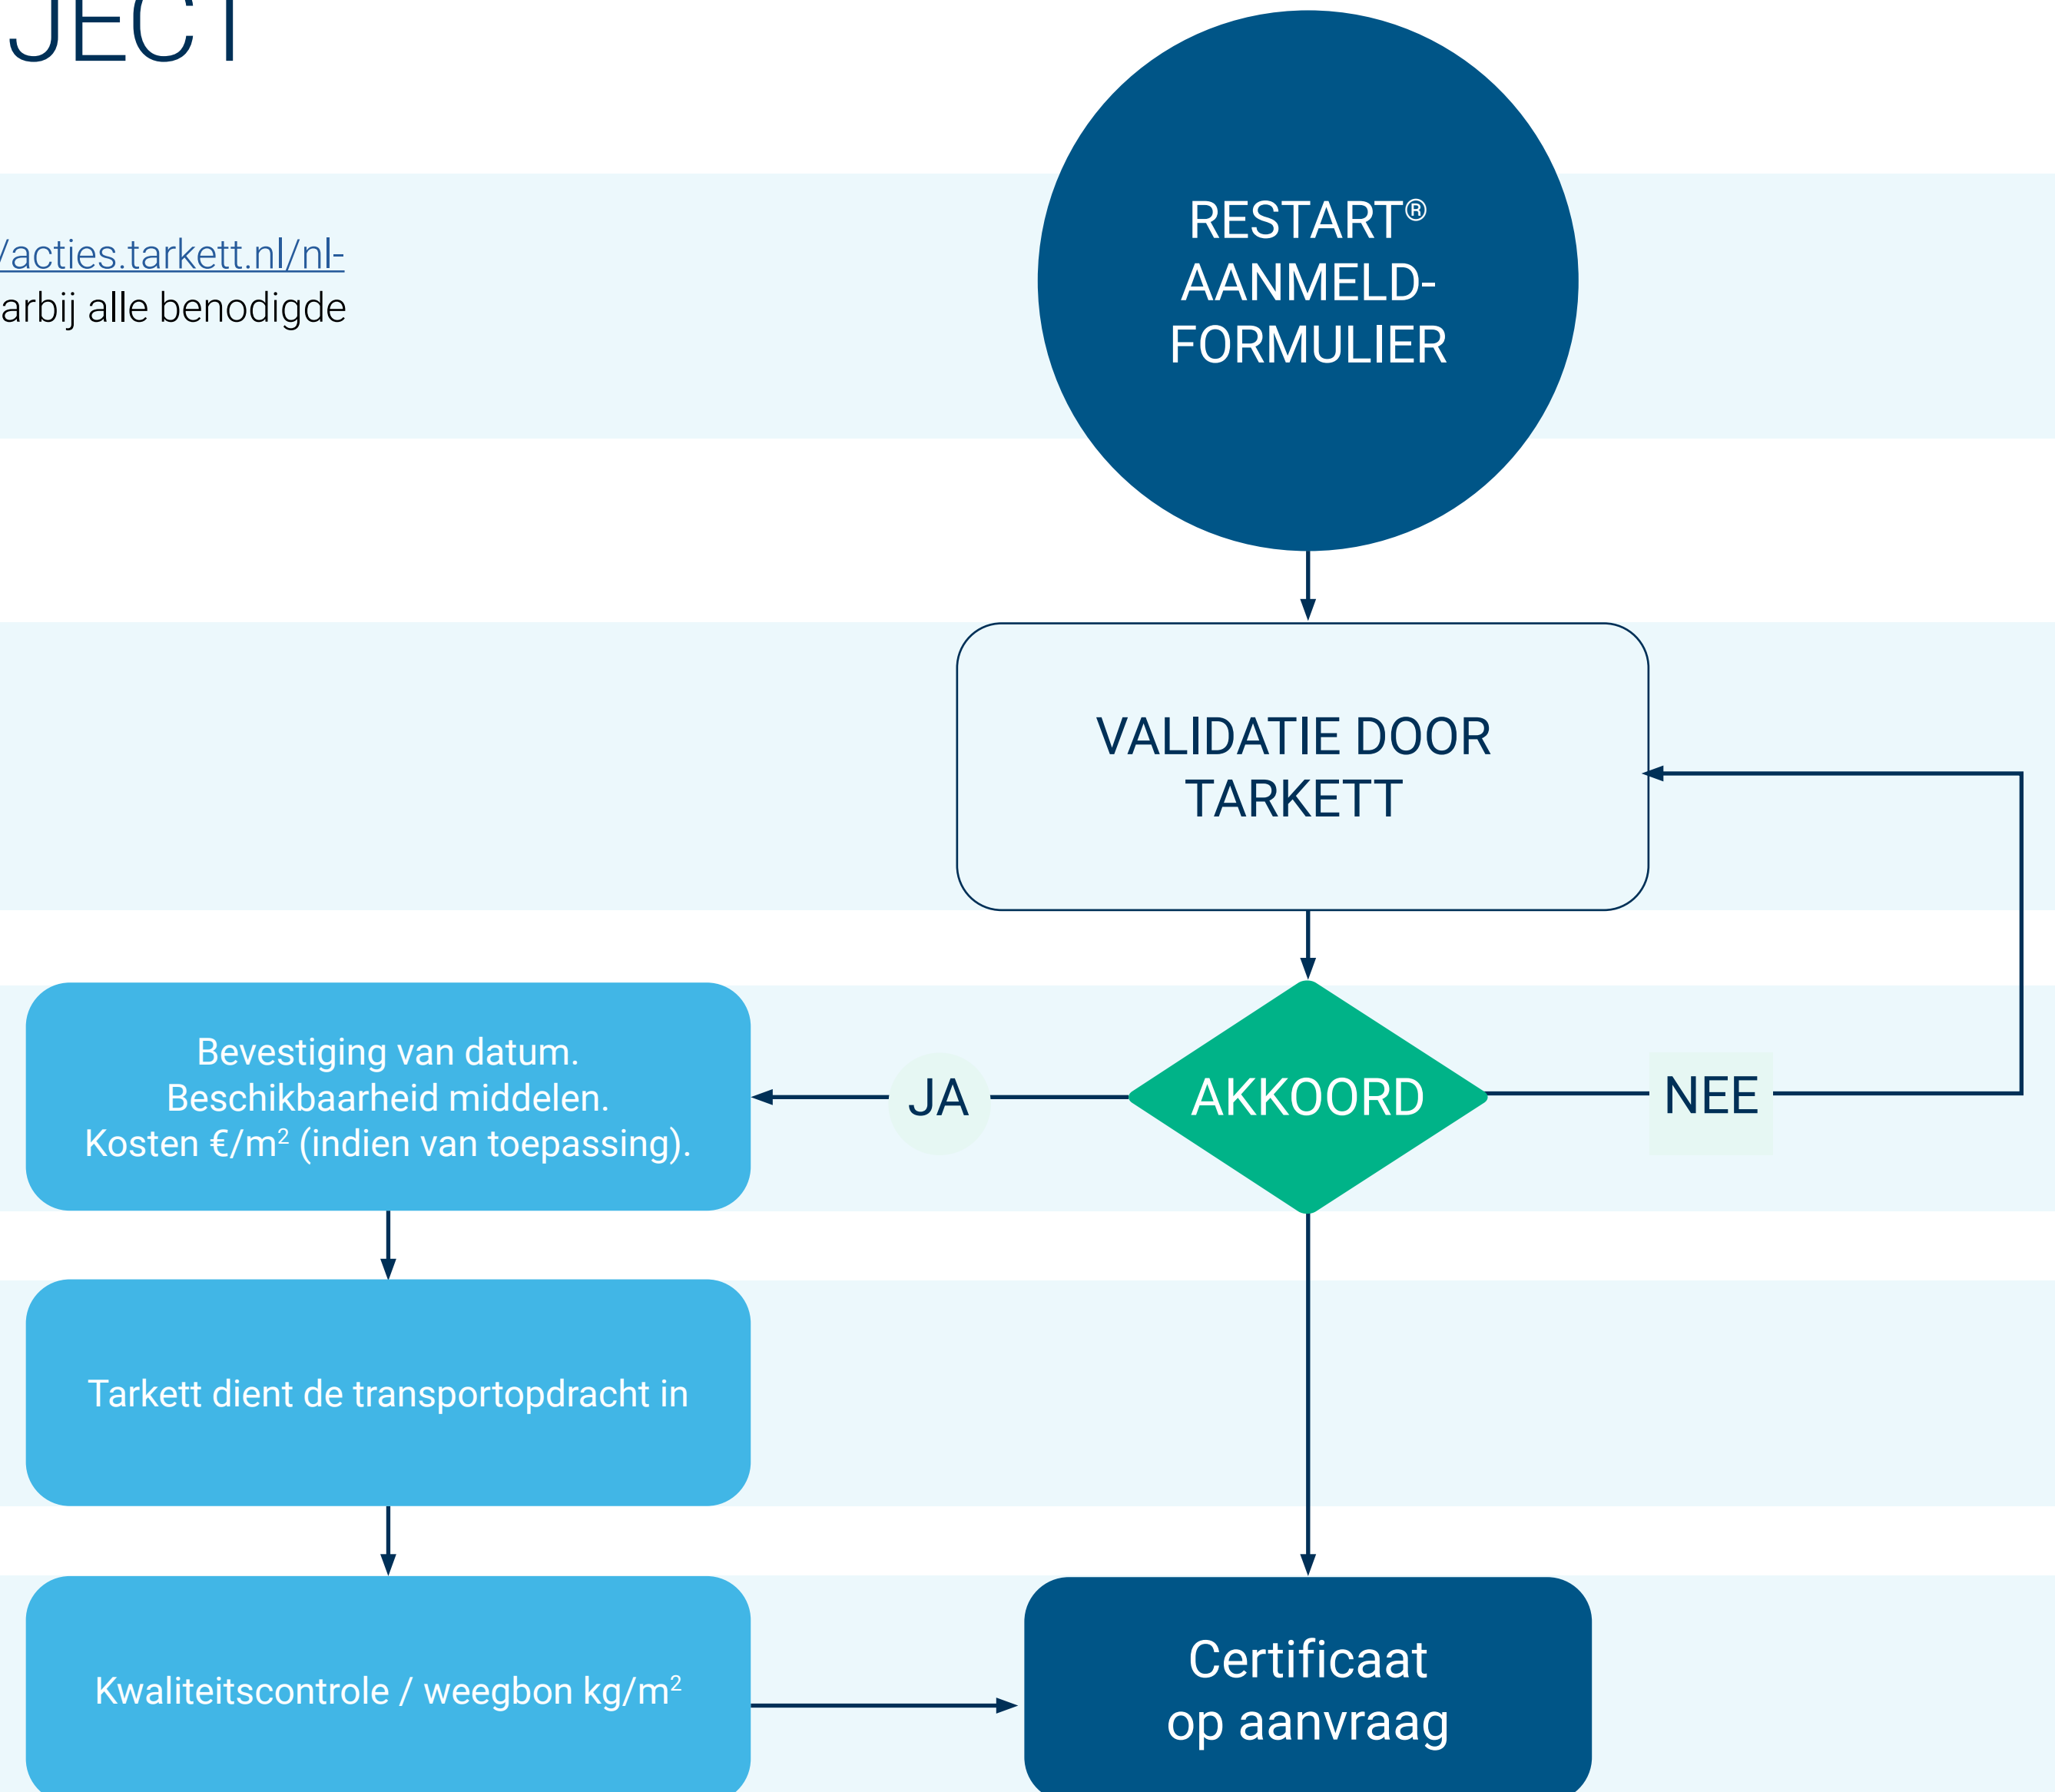 JECT
/acties.tarkett.nl/nl-
arbij alle benodigde
RESTART®
AANMELD-
FORMULIER
VALIDATIE DOOR
TARKETT
Bevestiging van datum.
Beschikbaarheid middelen.
Kosten €/m² (indien van toepassing).
JA
AKKOORD
NEE
Tarkett dient de transportopdracht in
Kwaliteitscontrole / weegbon kg/m²
Certificaat
op aanvraag